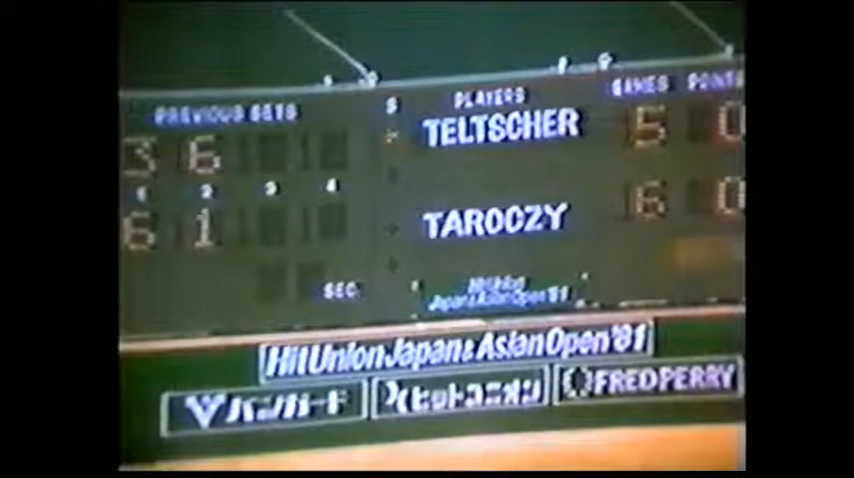 PREVIOUS SETS S PLAYERS GAMES POINTS
3 6 TELTSCHER 5 0
1 2 3 4
6 1 TAROCZY 6 0
SEC
Hit Union
Japan & Asian Open '81
Hit Union Japan & Asian Open '81
バンガード ヒットユニオン FRED PERRY